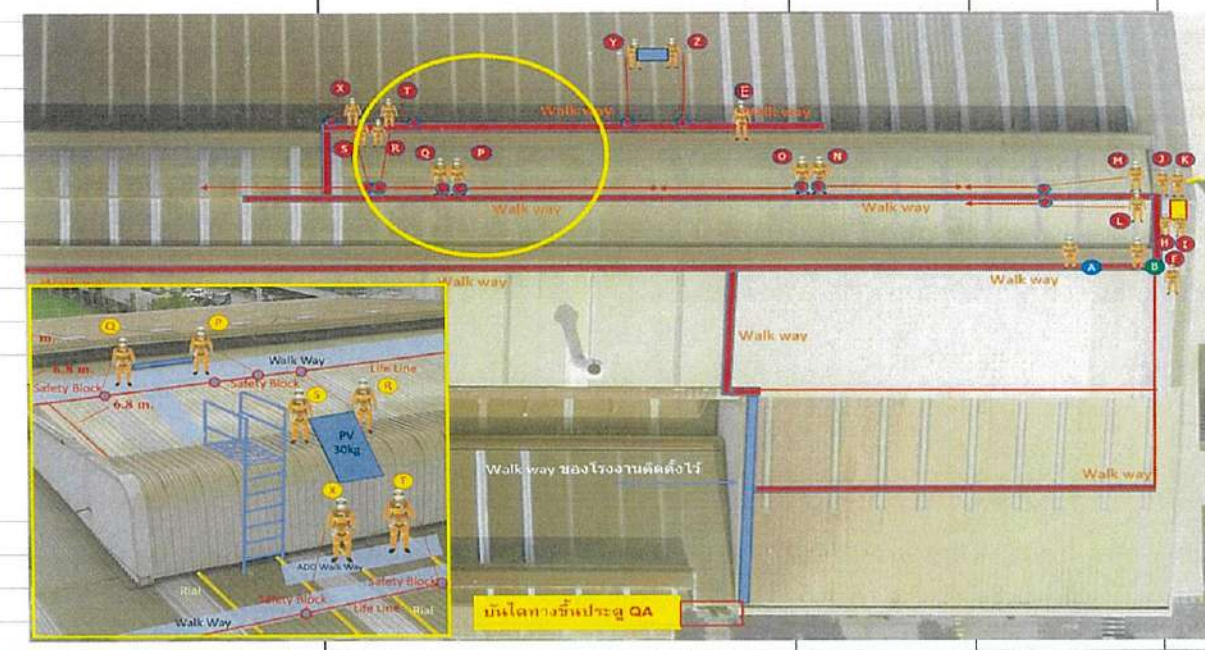 Y Z
X T E
Walk way Walk way
S R Q P O N M J K
Walk way Walk way
L
H I
A B F
Walk way Walk way
Walk way
Walk way ของโรงงานติดตั้งไว้
Walk way
บันไดทางขึ้นประตู QA
Q P
m
6.8 m.
Walk Way
Life Line
Safety Block
Safety Block
6.8 m.
S R
PV
30kg
X T
ADD Walk Way
Rial
Safety Block
Safety Block
Life Line
Rial
Walk Way